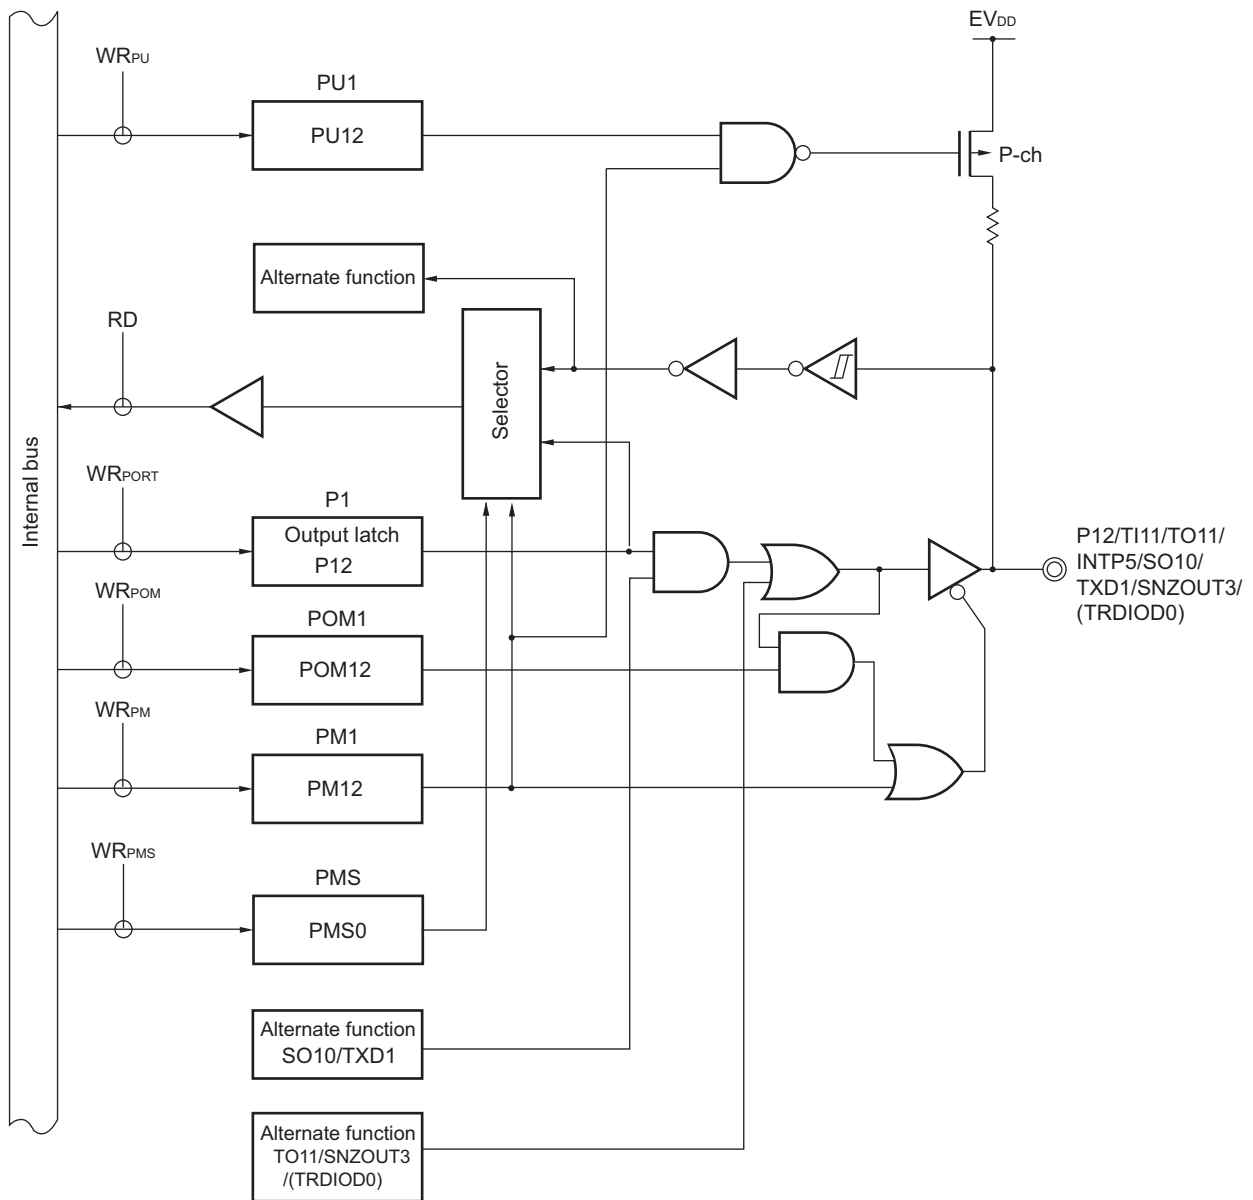 EVDD
WRPU
PU1
PU12
P-ch
Alternate function
RD
Selector
Internal bus
WRPORT
P1
Output latch
P12
P12/TI11/TO11/
INTP5/SO10/
TXD1/SNZOUT3/
(TRDIOD0)
WRPOM
POM1
POM12
WRPM
PM1
PM12
WRPMS
PMS
PMS0
Alternate function
SO10/TXD1
Alternate function
TO11/SNZOUT3
/(TRDIOD0)